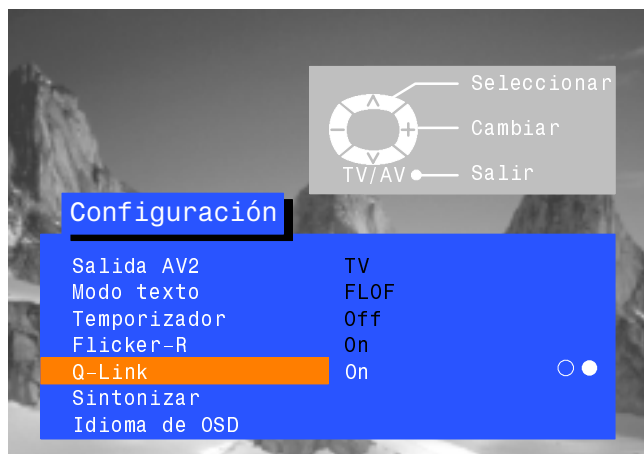 Seleccionar
Cambiar
TV/AV Salir
Configuración
Salida AV2 TV
Modo texto FLOF
Temporizador Off
Flicker-R On
Q-Link On
Sintonizar
Idioma de OSD